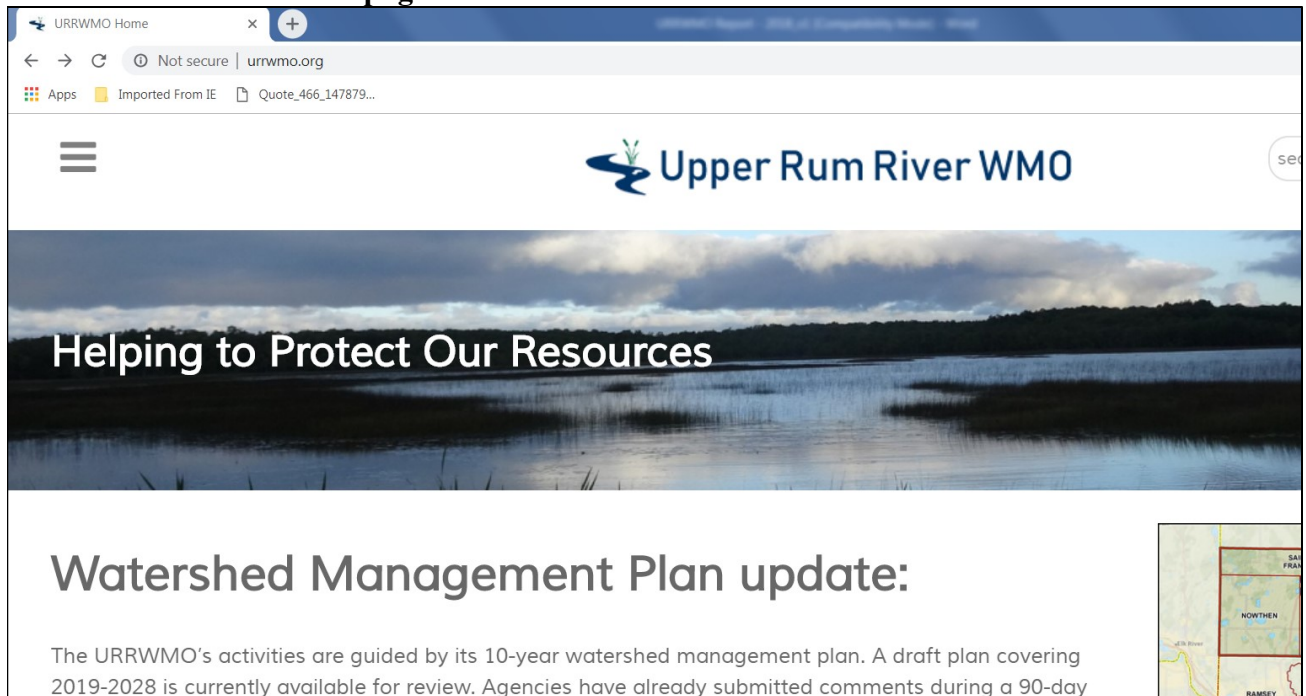 URRWMO Home
Not secure | urrwmo.org
Apps Imported From IE Quote_466_147879...
Upper Rum River WMO
Helping to Protect Our Resources
Watershed Management Plan update:
The URRWMO's activities are guided by its 10-year watershed management plan. A draft plan covering
2019-2028 is currently available for review. Agencies have already submitted comments during a 90-day
NOWTHEN
Elk River
RAMSEY